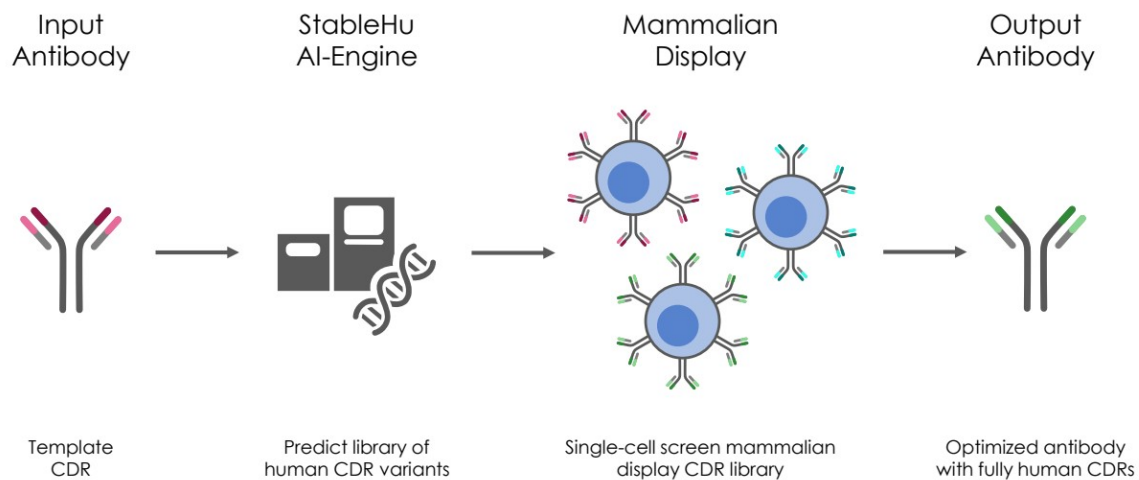 Input
Antibody
StableHu
AI-Engine
Mammalian
Display
Output
Antibody
Template
CDR
Predict library of
human CDR variants
Single-cell screen mammalian
display CDR library
Optimized antibody
with fully human CDRs